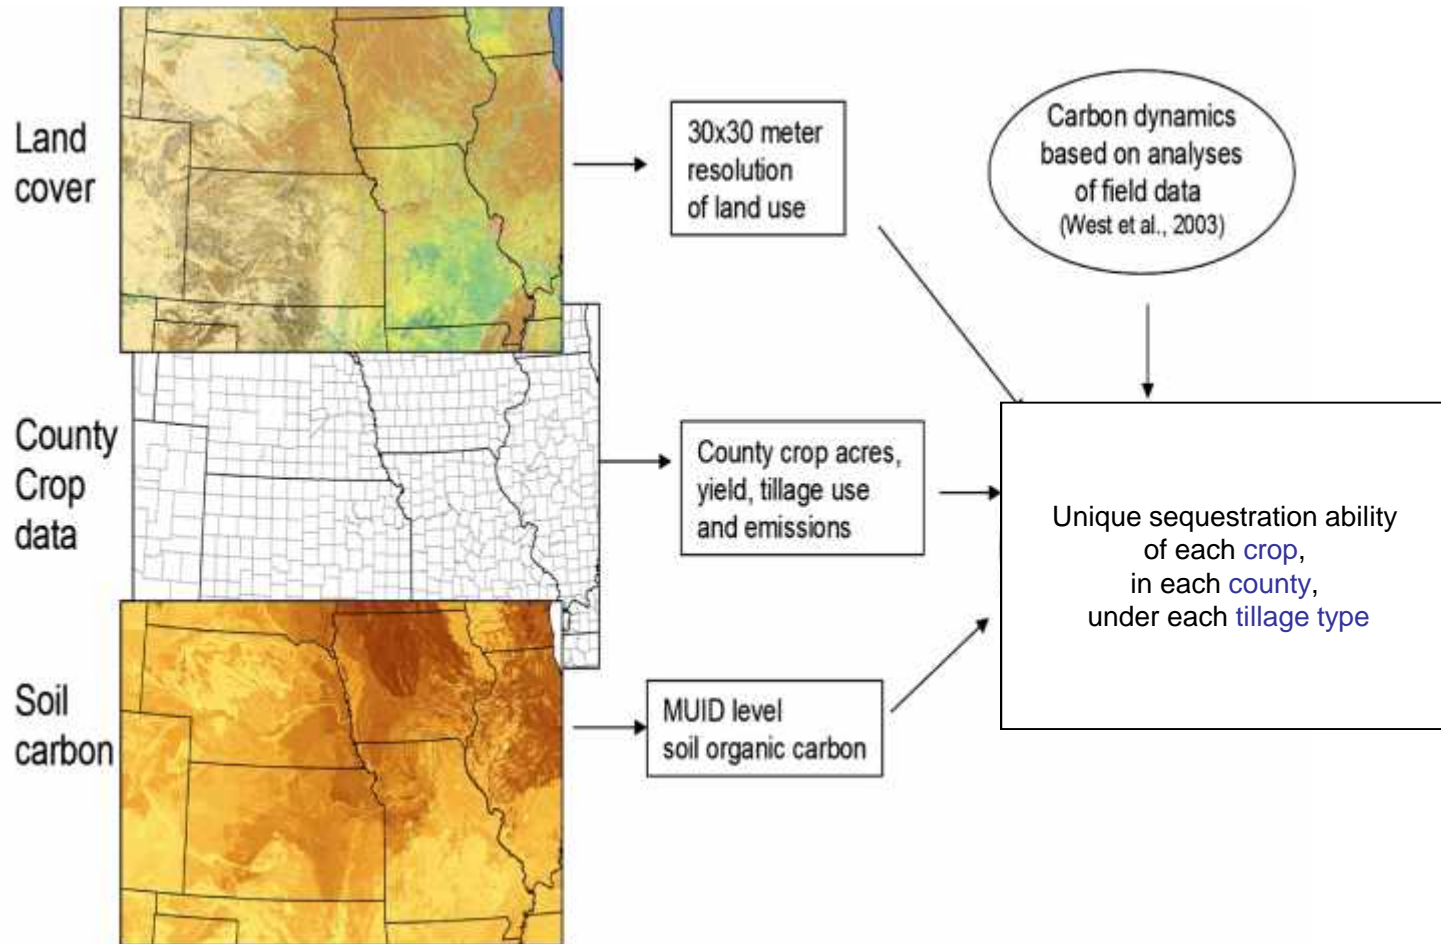 Land
cover
30x30 meter
resolution
of land use
Carbon dynamics
based on analyses
of field data
(West et al., 2003)
County
Crop
data
County crop acres,
yield, tillage use
and emissions
Unique sequestration ability
of each crop,
in each county,
under each tillage type
Soil
carbon
MUID level
soil organic carbon